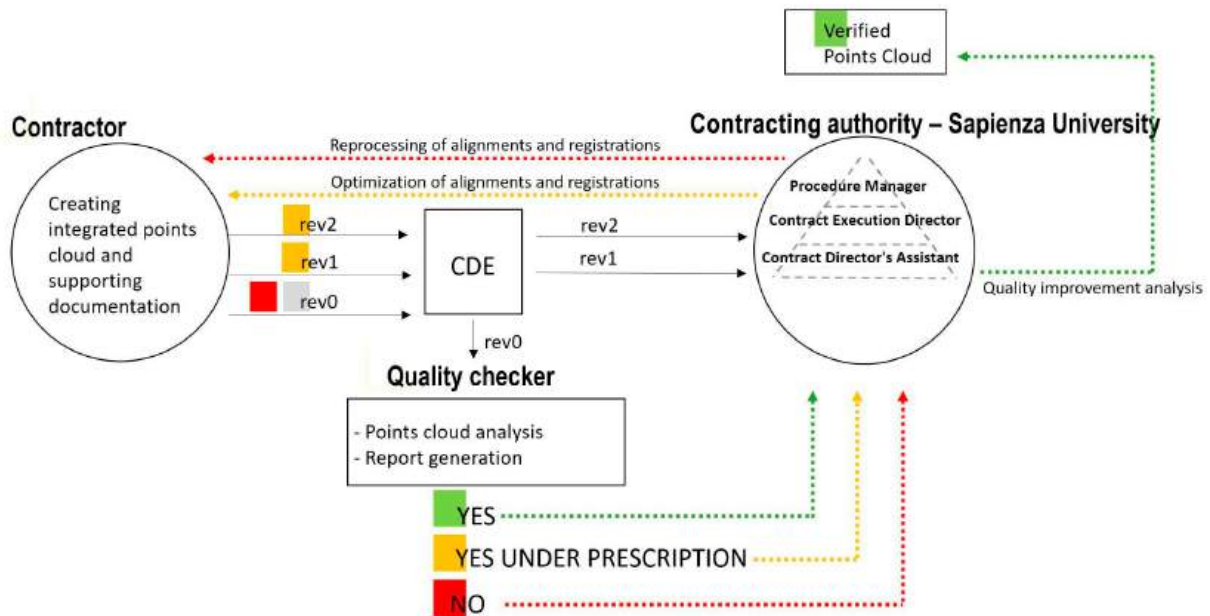 Verified
Points Cloud
Contractor
Contracting authority – Sapienza University
Reprocessing of alignments and registrations
Optimization of alignments and registrations
Creating
integrated points
cloud and
supporting
documentation
rev2
rev1
rev0
CDE
rev2
rev1
Procedure Manager
Contract Execution Director
Contract Director's Assistant
Quality improvement analysis
rev0
Quality checker
- Points cloud analysis
- Report generation
YES
YES UNDER PRESCRIPTION
NO